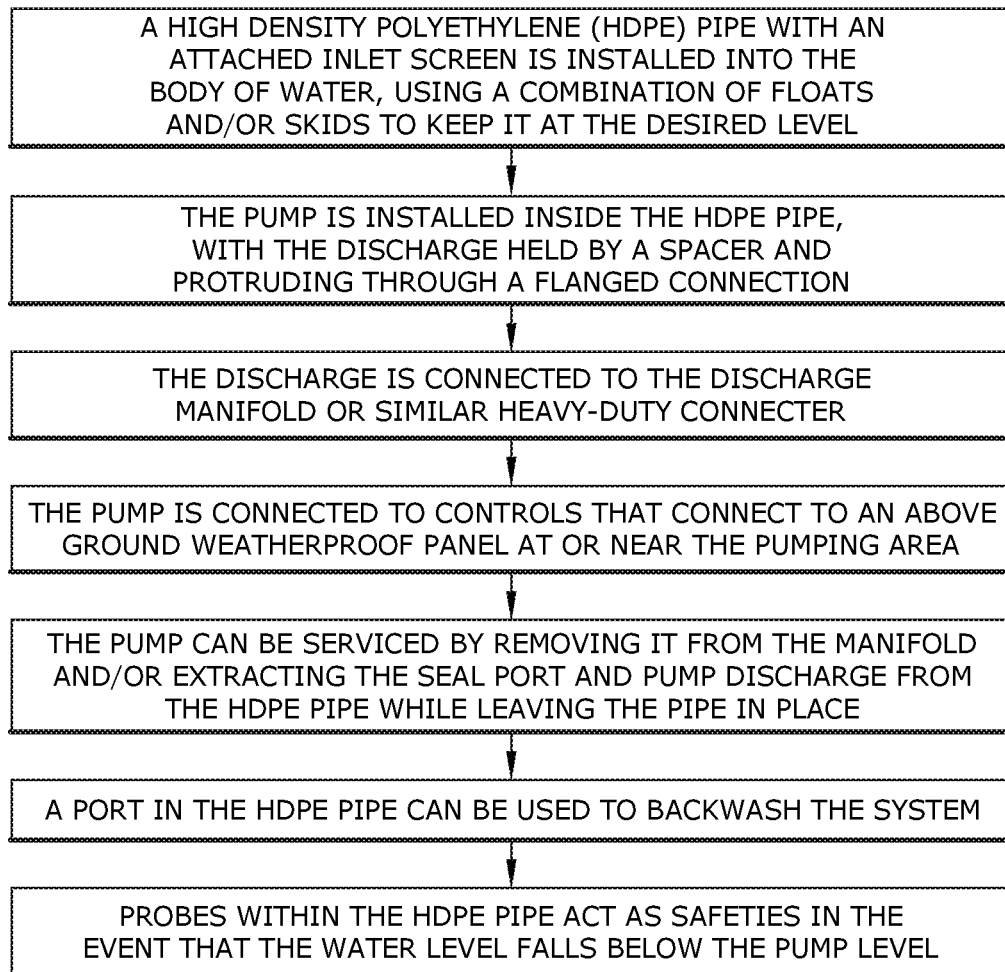 A HIGH DENSITY POLYETHYLENE (HDPE) PIPE WITH AN
ATTACHED INLET SCREEN IS INSTALLED INTO THE
BODY OF WATER, USING A COMBINATION OF FLOATS
AND/OR SKIDS TO KEEP IT AT THE DESIRED LEVEL
THE PUMP IS INSTALLED INSIDE THE HDPE PIPE,
WITH THE DISCHARGE HELD BY A SPACER AND
PROTRUDING THROUGH A FLANGED CONNECTION
THE DISCHARGE IS CONNECTED TO THE DISCHARGE
MANIFOLD OR SIMILAR HEAVY-DUTY CONNECTER
THE PUMP IS CONNECTED TO CONTROLS THAT CONNECT TO AN ABOVE
GROUND WEATHERPROOF PANEL AT OR NEAR THE PUMPING AREA
THE PUMP CAN BE SERVICED BY REMOVING IT FROM THE MANIFOLD
AND/OR EXTRACTING THE SEAL PORT AND PUMP DISCHARGE FROM
THE HDPE PIPE WHILE LEAVING THE PIPE IN PLACE
A PORT IN THE HDPE PIPE CAN BE USED TO BACKWASH THE SYSTEM
PROBES WITHIN THE HDPE PIPE ACT AS SAFETIES IN THE
EVENT THAT THE WATER LEVEL FALLS BELOW THE PUMP LEVEL